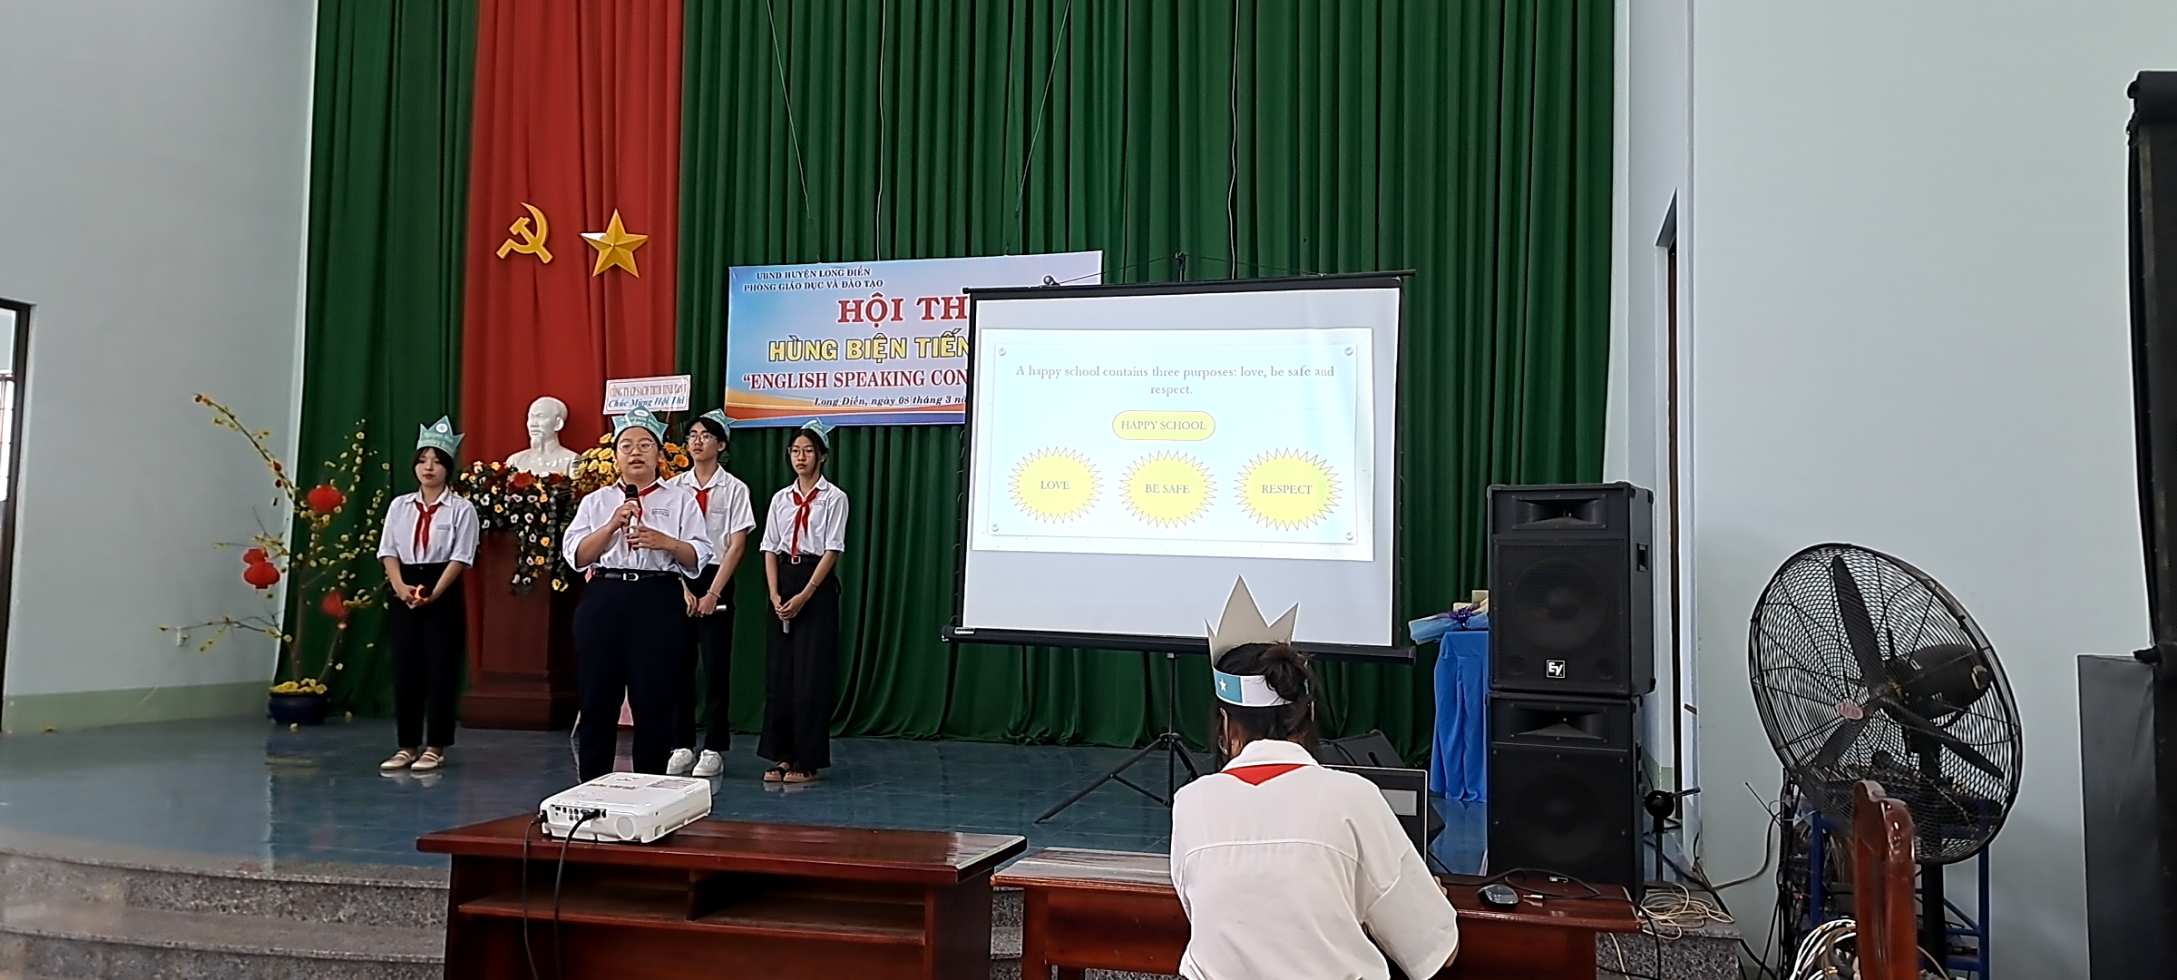 UBND HUYỆN LONG ĐIỀN
PHÒNG GIÁO DỤC VÀ ĐÀO TẠO
HỘI TH
HÙNG BIỆN TIẾN
"ENGLISH SPEAKING CON
Long Điền, ngày 08 tháng 3
Chúc Mừng Hội Thi
A happy school contains three purposes: love, be safe and
respect.
HAPPY SCHOOL
LOVE
BE SAFE
RESPECT
EV